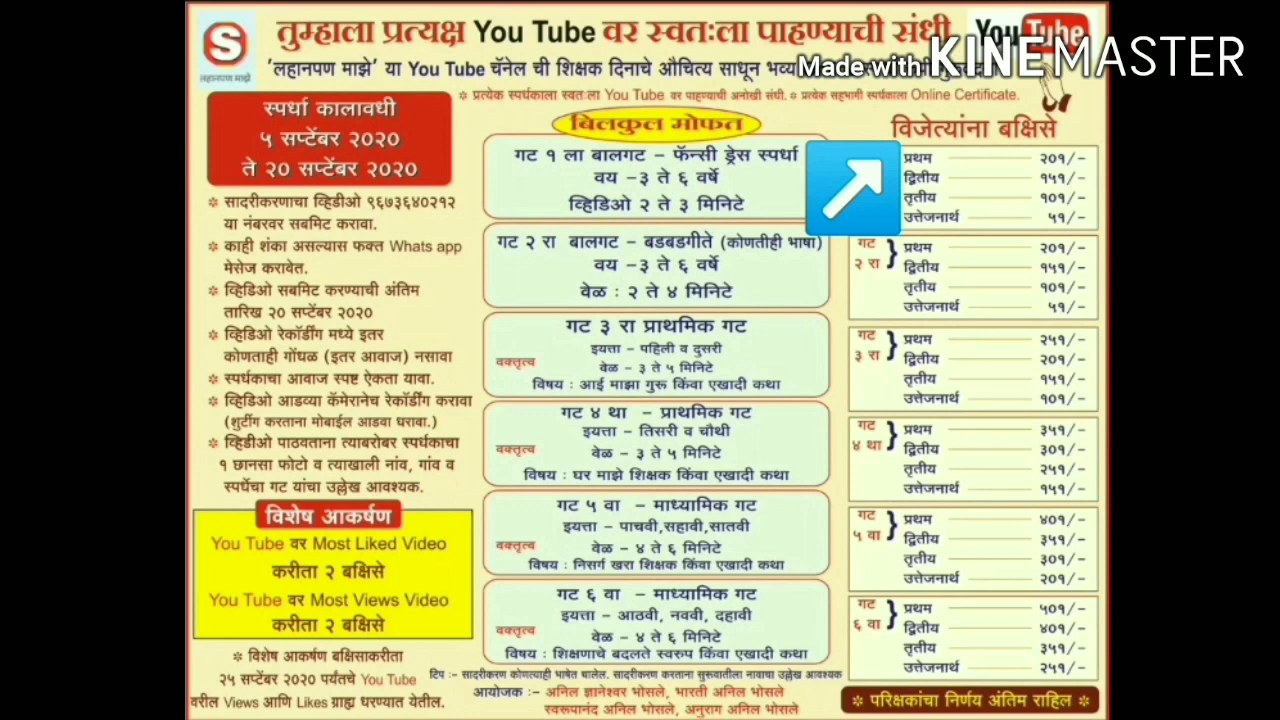 S
लहानपण माझे
तुम्हाला प्रत्यक्ष You Tube वर स्वतःला पाहण्याची संधी
You Tube
Made with KINEMASTER
'लहानपण माझे' या You Tube चॅनेल ची शिक्षक दिनाचे औचित्य साधून
* प्रत्येक स्पर्धकाला स्वतःला You Tube वर पाहण्याची अनोखी संधी. * प्रत्येक सहभागी स्पर्धकाला Online Certificate.
स्पर्धा कालावधी
५ सप्टेंबर २०२०
ते २० सप्टेंबर २०२०
* सादरीकरणाचा व्हिडीओ ९६७३६४०२१२
या नंबरवर सबमिट करावा.
* काही शंका असल्यास फक्त Whats app
मेसेज करावेत.
* व्हिडिओ सबमिट करण्याची अंतिम
तारिख २० सप्टेंबर २०२०
* व्हिडिओ रेकॉर्डींग मध्ये इतर
कोणताही गोंधळ (इतर आवाज) नसावा
* स्पर्धकाचा आवाज स्पष्ट ऐकता यावा.
* व्हिडिओ आडव्या कॅमेरानेच रेकॉर्डींग करावा
(शुटींग करताना मोबाईल आडवा धरावा.)
* व्हिडीओ पाठवताना त्याबरोबर स्पर्धकाचा
१ छानसा फोटो व त्याखाली नांव, गांव व
स्पर्धेचा गट यांचा उल्लेख आवश्यक.
विशेष आकर्षण
You Tube वर Most Liked Video
करीता २ बक्षिसे
You Tube वर Most Views Video
करीता २ बक्षिसे
* विशेष आकर्षण बक्षिसाकरीता
२५ सप्टेंबर २०२० पर्यंतचे You Tube
वरील Views आणि Likes ग्राह्य धरण्यात येतील.
बिलकुल मोफत
गट १ ला बालगट – फॅन्सी ड्रेस स्पर्धा
वय –३ ते ६ वर्षे
व्हिडिओ २ ते ३ मिनिटे
गट २ रा बालगट – बडबडगीते (कोणतीही भाषा)
वय –३ ते ६ वर्षे
वेळ : २ ते ४ मिनिटे
गट ३ रा प्राथमिक गट
इयत्ता – पहिली व दुसरी
वक्तृत्व वेळ – ३ ते ५ मिनिटे
विषय : आई माझा गुरू किंवा एखादी कथा
गट ४ था – प्राथमिक गट
इयत्ता – तिसरी व चौथी
वक्तृत्व वेळ – ३ ते ५ मिनिटे
विषय : घर माझे शिक्षक किंवा एखादी कथा
गट ५ वा – माध्यामिक गट
इयत्ता – पाचवी,सहावी,सातवी
वक्तृत्व वेळ – ४ ते ६ मिनिटे
विषय : निसर्ग खरा शिक्षक किंवा एखादी कथा
गट ६ वा – माध्यामिक गट
इयत्ता – आठवी, नववी, दहावी
वक्तृत्व वेळ – ४ ते ६ मिनिटे
विषय : शिक्षणाचे बदलते स्वरुप किंवा एखादी कथा
टिप :- सादरीकरण कोणत्याही भाषेत चालेल. सादरीकरण करताना सुरूवातीला नावाचा उल्लेख आवश्यक
आयोजक :- अनिल ज्ञानेश्वर भोसले, भारती अनिल भोसले
स्वरूपानंद अनिल भोसले, अनुराग अनिल भोसले
विजेत्यांना बक्षिसे
प्रथम २०१/-
द्वितीय १५१/-
तृतीय १०१/-
उत्तेजनार्थ ५१/-
गट २ रा
प्रथम २०१/-
द्वितीय १५१/-
तृतीय १०१/-
उत्तेजनार्थ ५१/-
गट ३ रा
प्रथम २५१/-
द्वितीय २०१/-
तृतीय १५१/-
उत्तेजनार्थ १०१/-
गट ४ था
प्रथम ३५१/-
द्वितीय ३०१/-
तृतीय २५१/-
उत्तेजनार्थ १५१/-
गट ५ वा
प्रथम ४०१/-
द्वितीय ३५१/-
तृतीय ३०१/-
उत्तेजनार्थ २०१/-
गट ६ वा
प्रथम ५०१/-
द्वितीय ४०१/-
तृतीय ३५१/-
उत्तेजनार्थ २५१/-
* परिक्षकांचा निर्णय अंतिम राहिल *